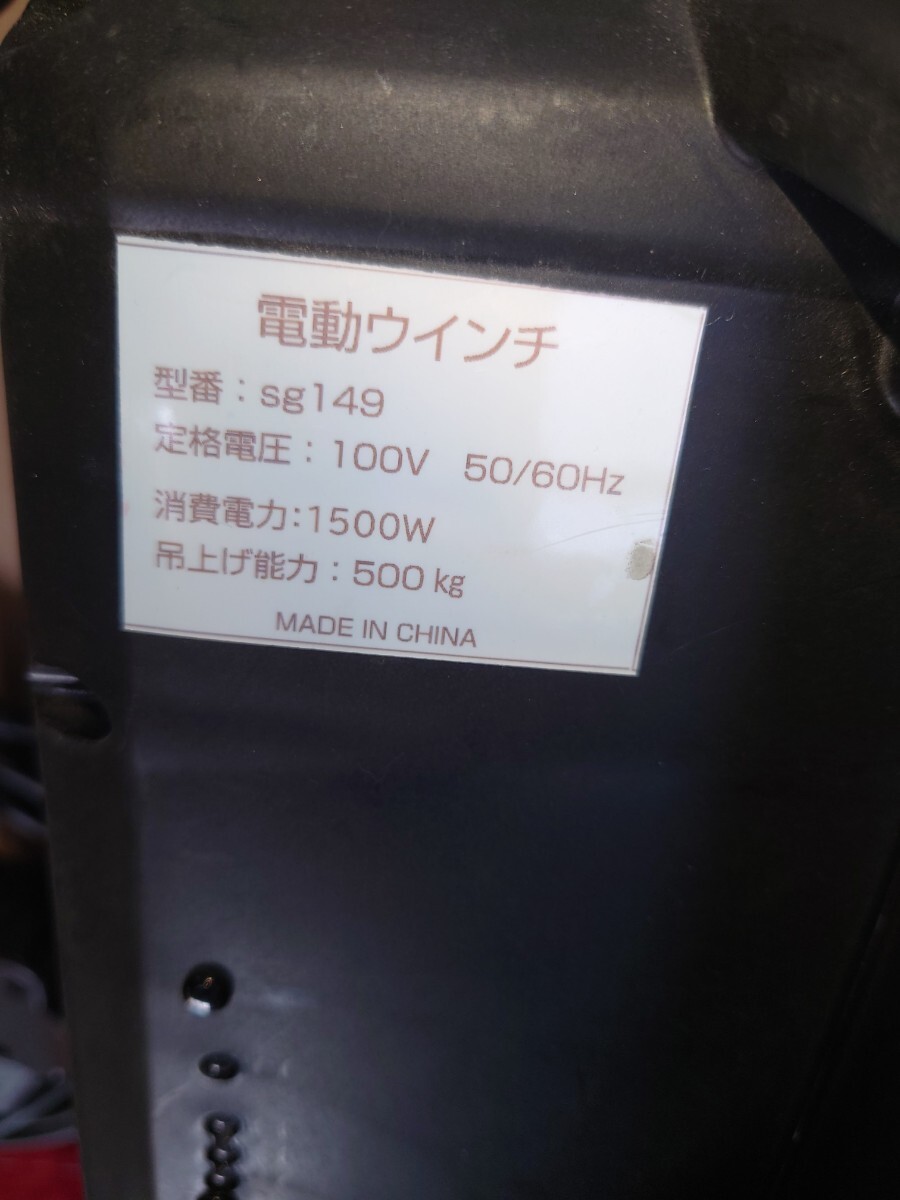 電動ウインチ
型番：sg149
定格電圧：100V 50/60Hz
消費電力:1500W
吊上げ能力：500㎏
MADE IN CHINA